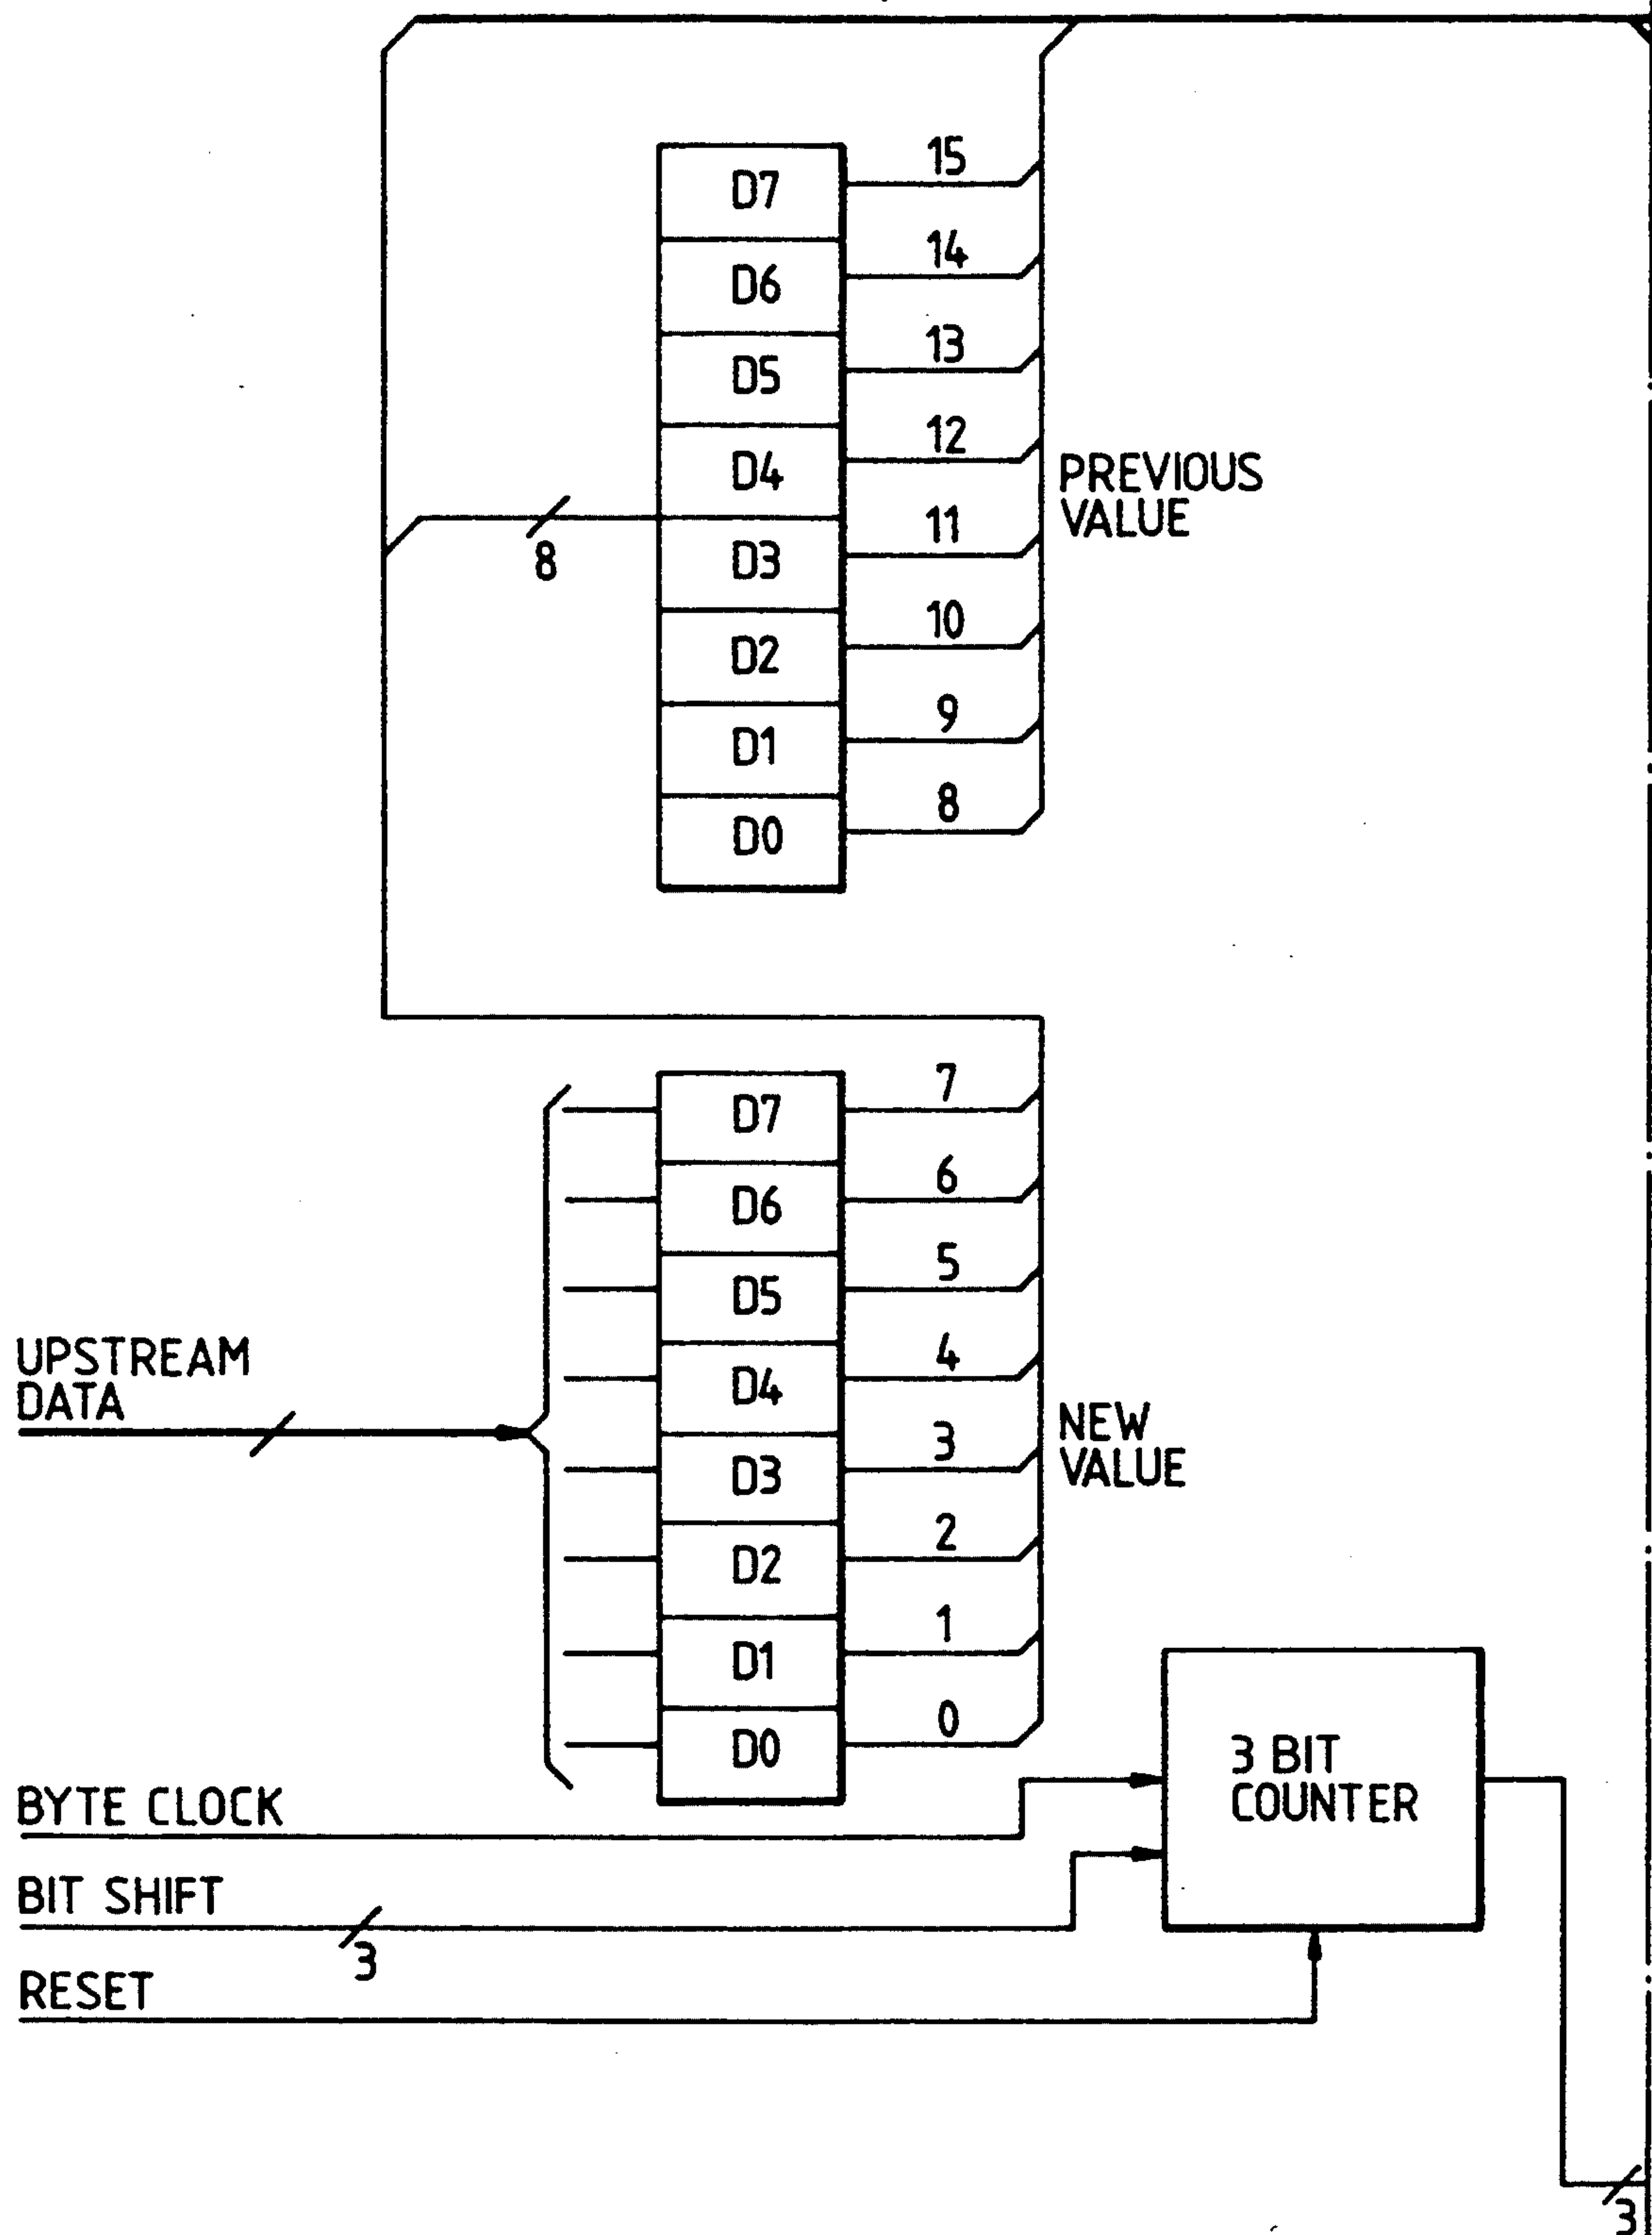 15
D7
14
D6
13
D5
12
D4
PREVIOUS
VALUE
11
8
D3
10
D2
9
D1
8
D0
7
D7
6
D6
5
D5
UPSTREAM
DATA
4
D4
NEW
VALUE
3
D3
2
D2
1
D1
0
D0
3 BIT
COUNTER
BYTE CLOCK
BIT SHIFT
3
RESET
3